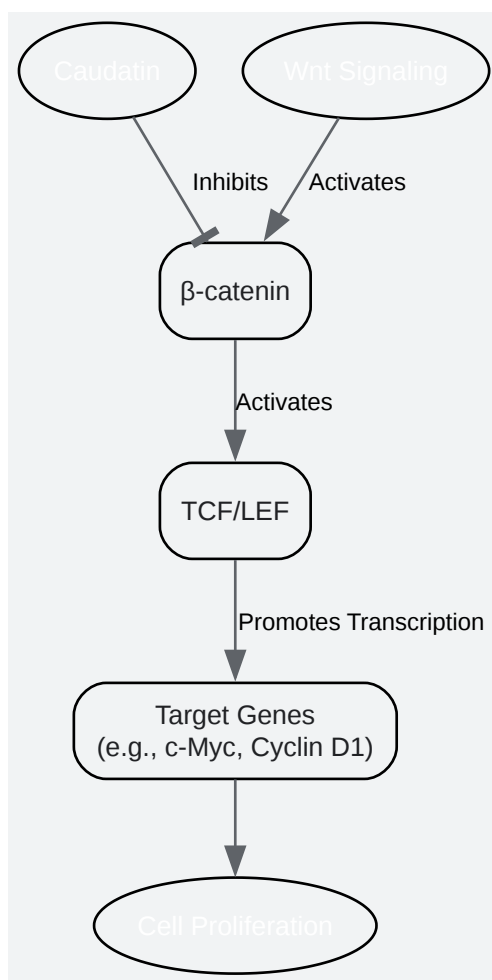 Caudatin
Wnt Signaling
Inhibits
Activates
β-catenin
Activates
TCF/LEF
Promotes Transcription
Target Genes
(e.g., c-Myc, Cyclin D1)
Cell Proliferation